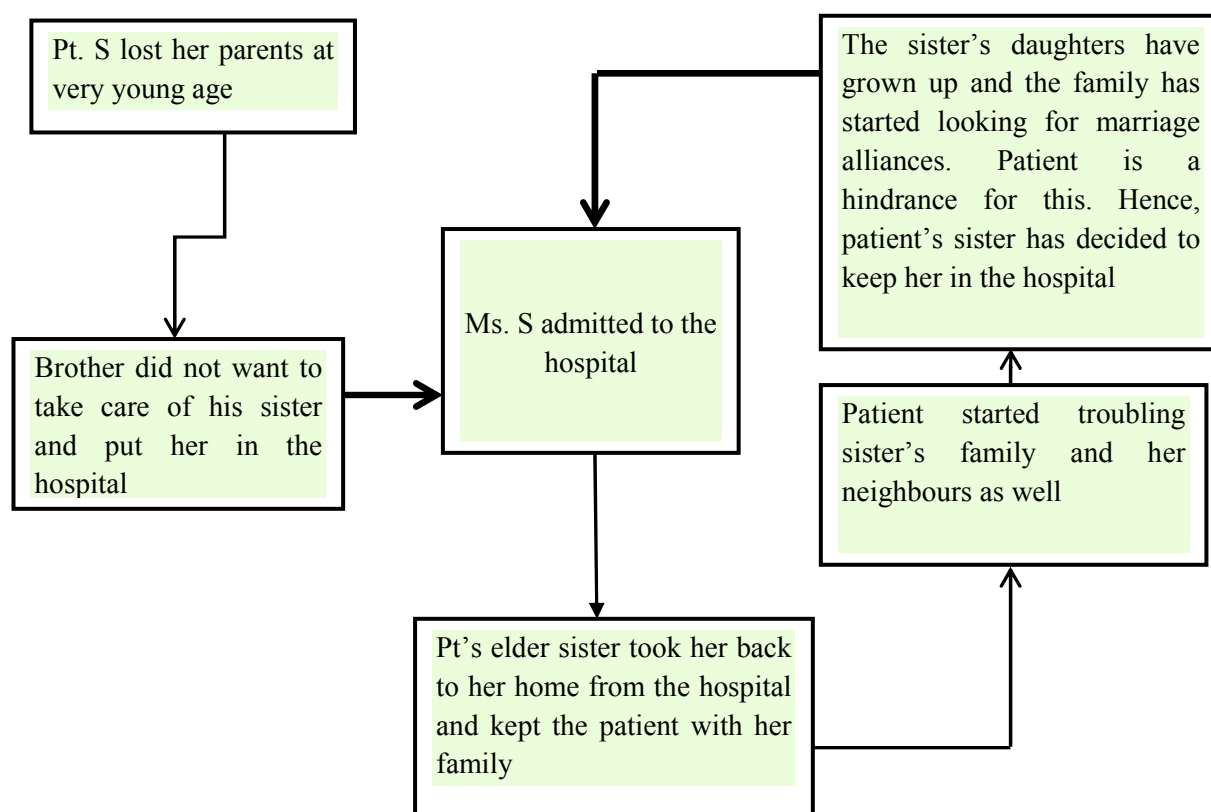 Pt. S lost her parents at
very young age
Brother did not want to
take care of his sister
and put her in the
hospital
Ms. S admitted to the
hospital
Pt’s elder sister took her back
to her home from the hospital
and kept the patient with her
family
Patient started troubling
sister’s family and her
neighbours as well
The sister’s daughters have
grown up and the family has
started looking for marriage
alliances. Patient is a
hindrance for this. Hence,
patient’s sister has decided to
keep her in the hospital